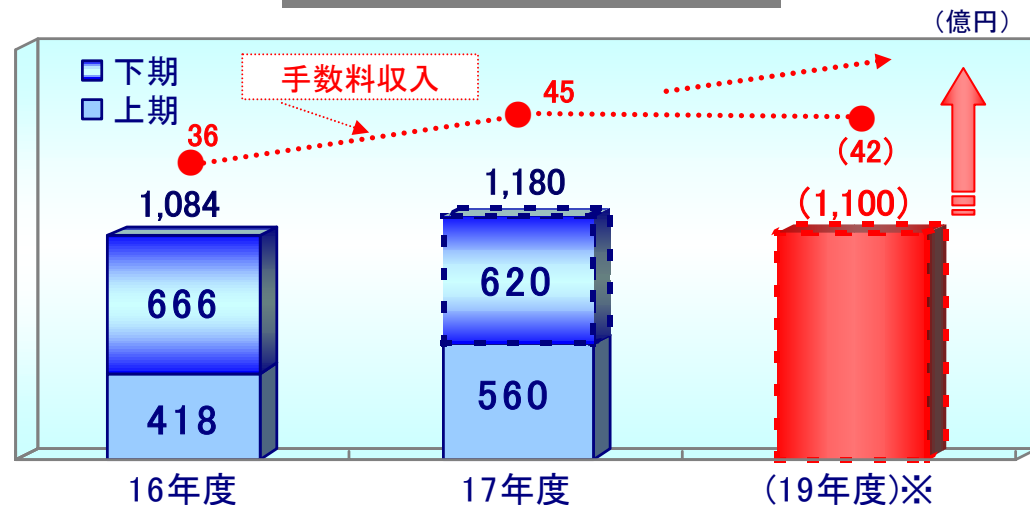 (億円)
下期
上期
手数料収入
36
45
(42)
1,084
1,180
(1,100)
666
620
418
560
16年度
17年度
(19年度)※